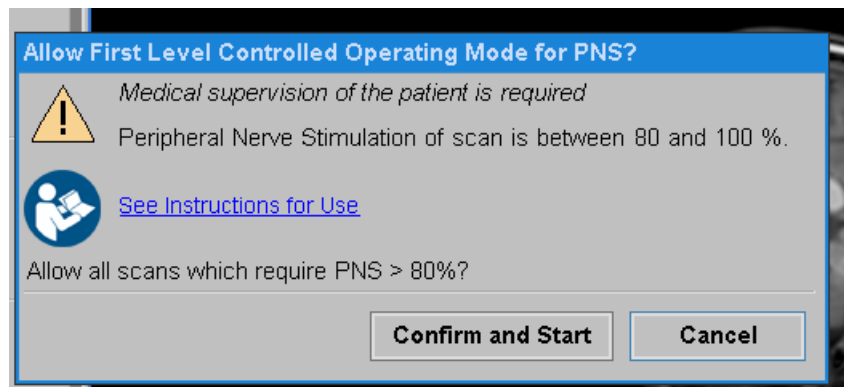 Allow First Level Controlled Operating Mode for PNS?
Medical supervision of the patient is required
Peripheral Nerve Stimulation of scan is between 80 and 100 %.
See Instructions for Use
Allow all scans which require PNS > 80%?
Confirm and Start
Cancel